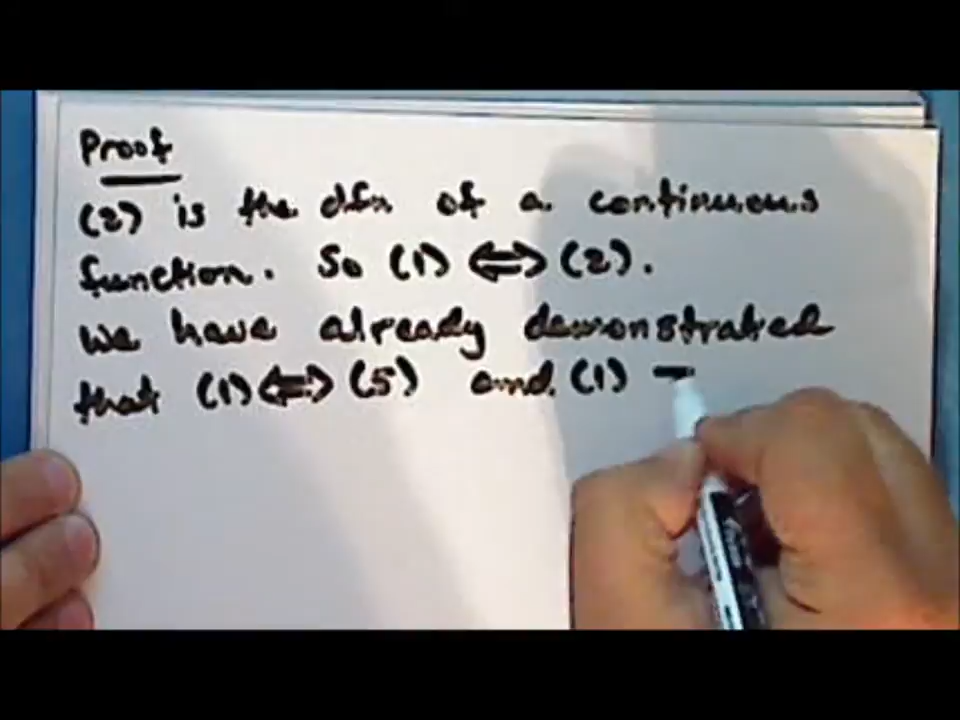 Proof
(2) is the dfn of a continuous
function. So (1) ⟺ (2).
We have already demonstrated
that (1) ⟺ (5) and (1)